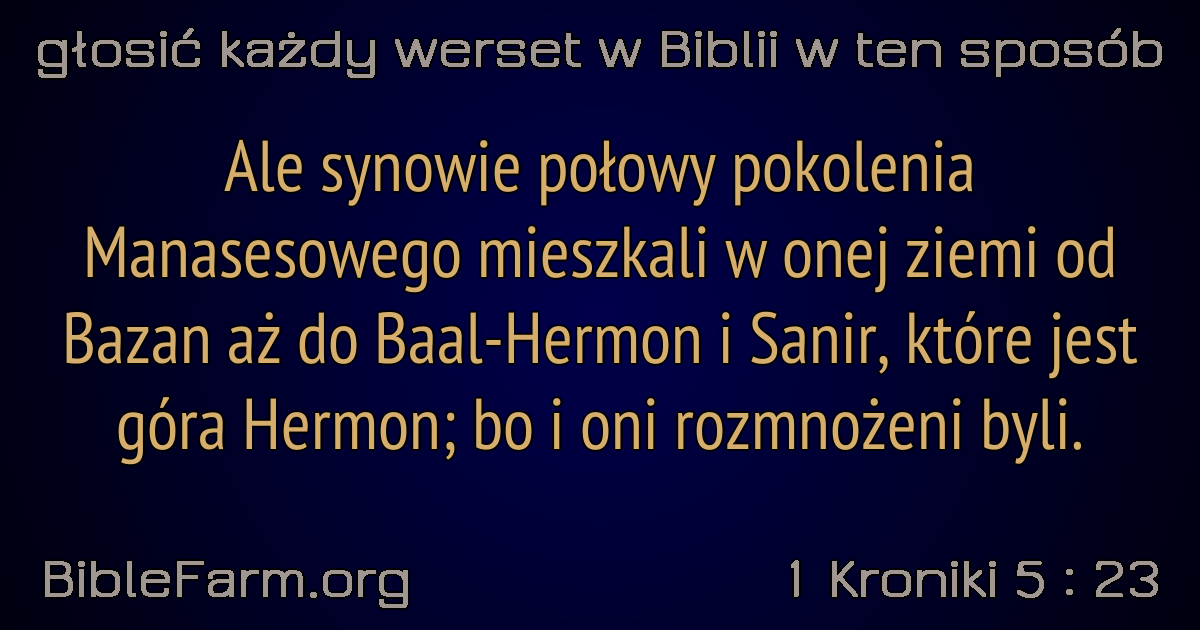 głosić każdy werset w Biblii w ten sposób
Ale synowie połowy pokolenia
Manasesowego mieszkali w onej ziemi od
Bazan aż do Baal-Hermon i Sanir, które jest
góra Hermon; bo i oni rozmnożeni byli.
BibleFarm.org
1 Kroniki 5 : 23